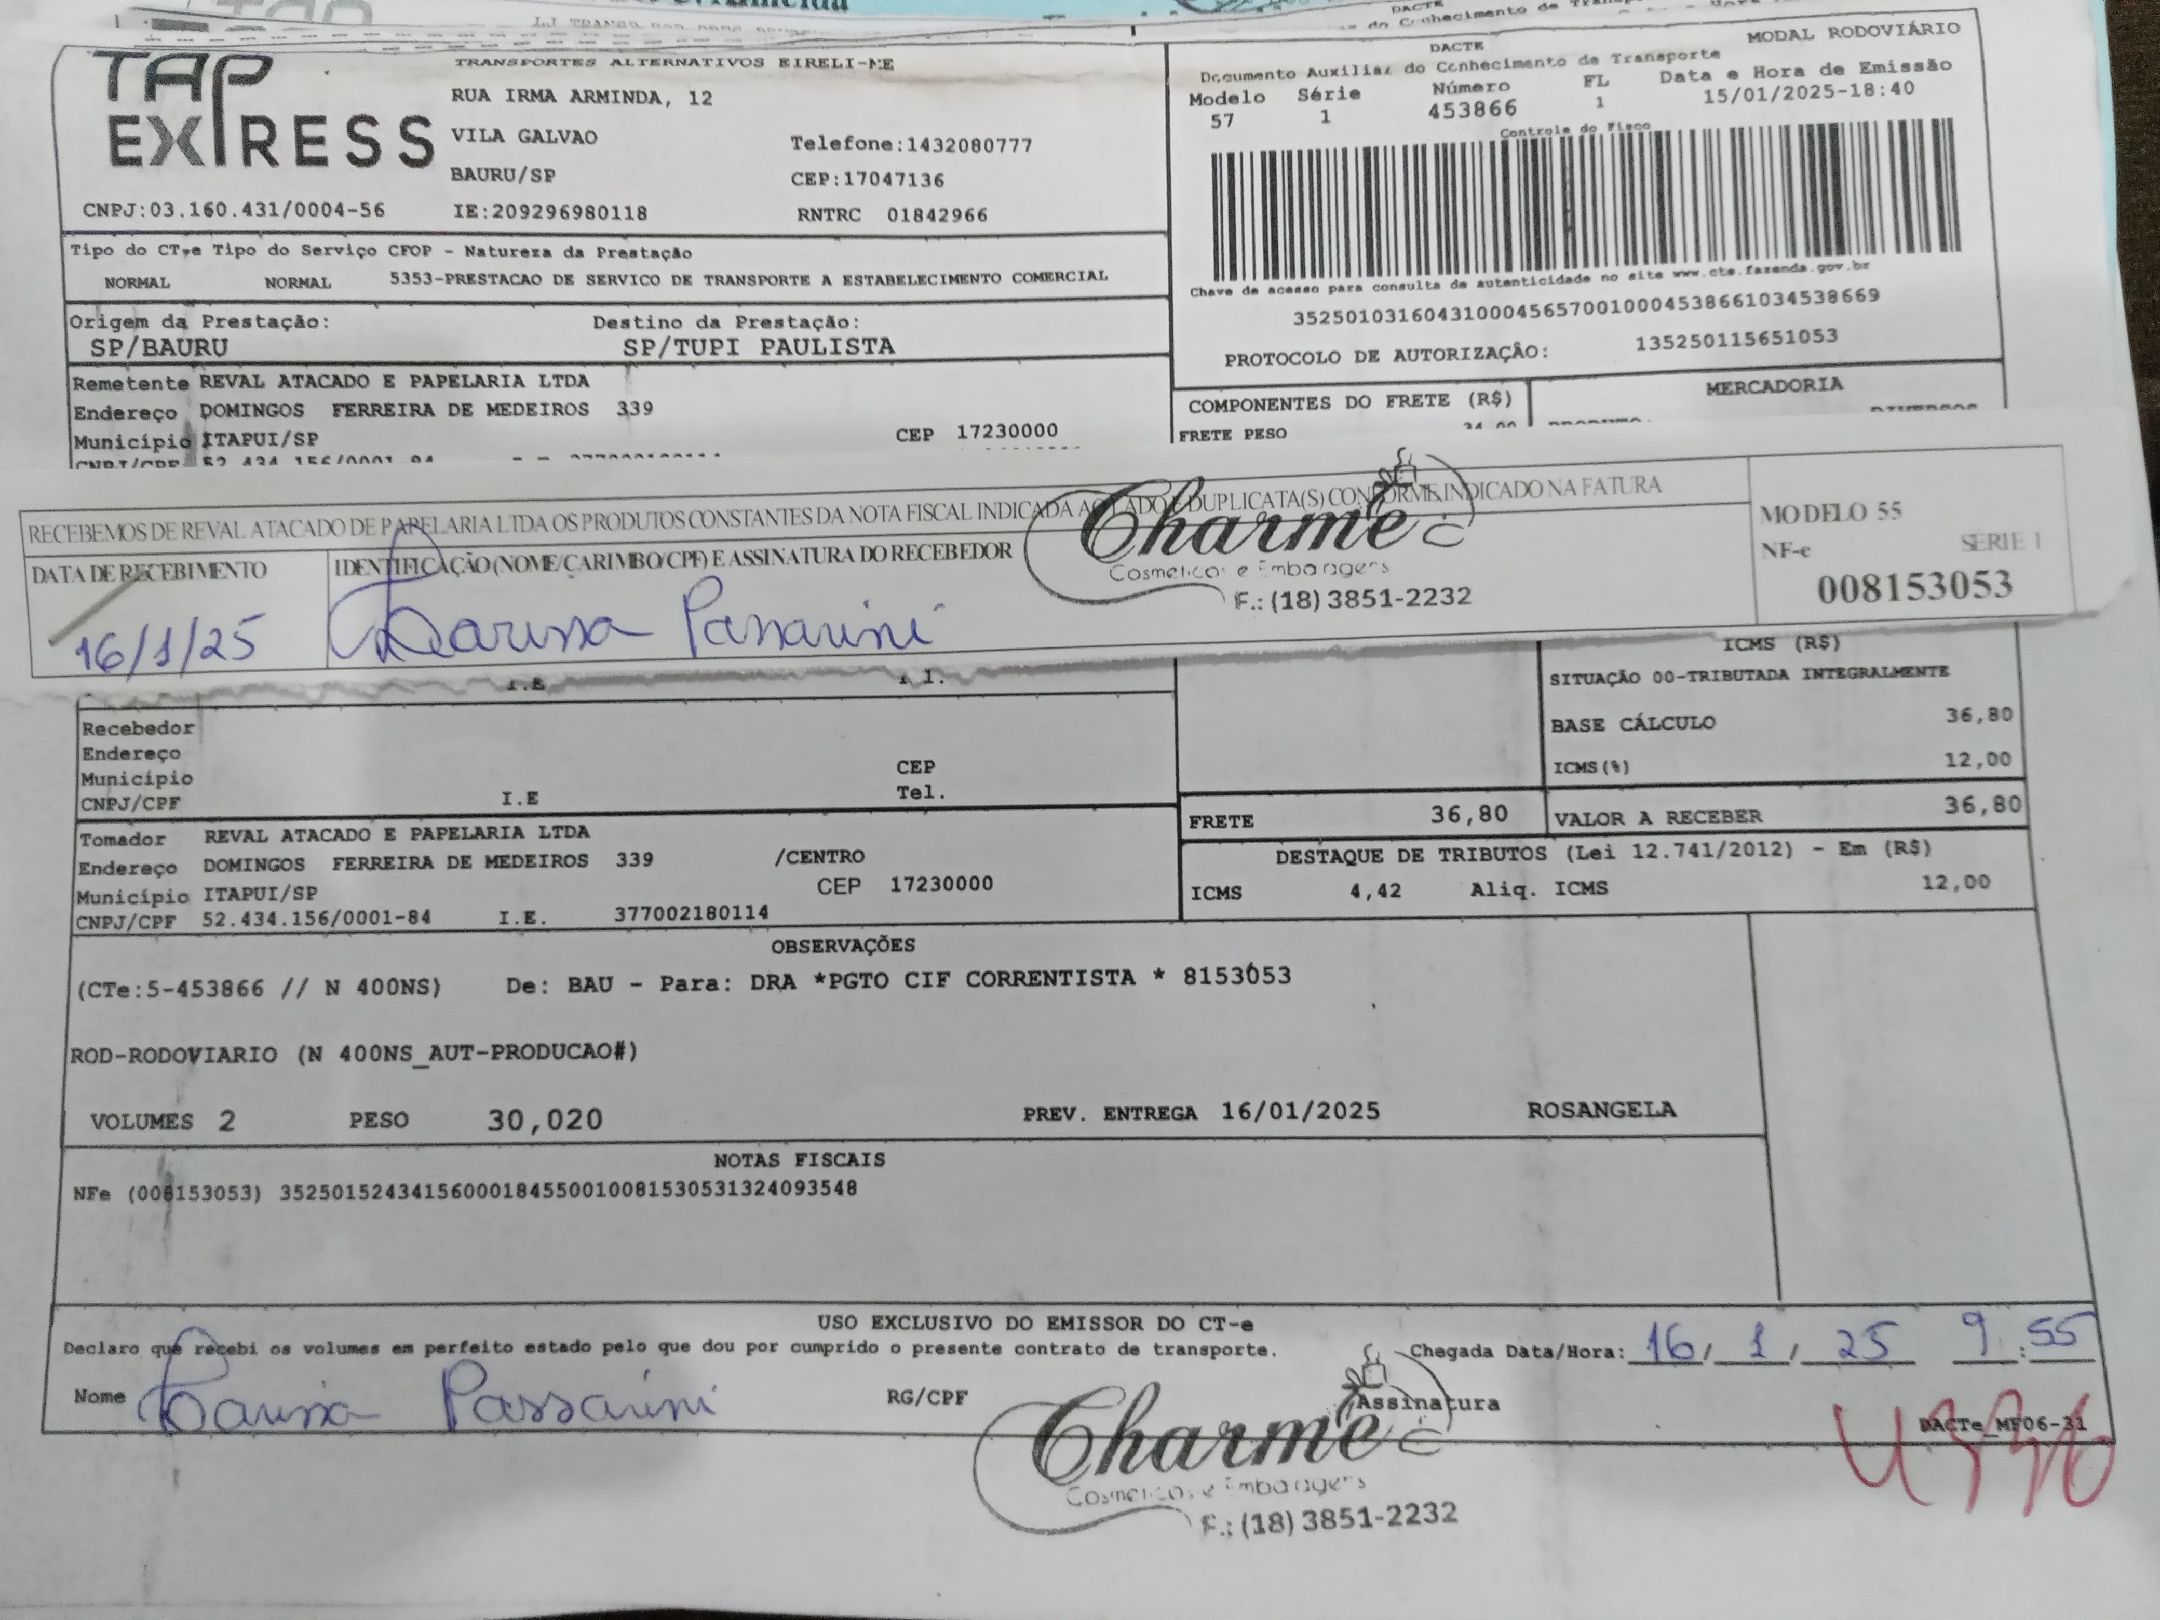 TAP EXPRESS
TRANSPORTES ALTERNATIVOS EIRELI-ME
RUA IRMA ARMINDA, 12
VILA GALVAO Telefone:1432080777
BAURU/SP CEP:17047136
CNPJ:03.160.431/0004-56 IE:209296980118 RNTRC 01842966
DACTE MODAL RODOVIÁRIO
Documento Auxiliar do Conhecimento de Transporte
Modelo Série Número FL Data e Hora de Emissão
57 1 453866 1 15/01/2025-18:40
Controle do Fisco
Chave de acesso para consulta de autenticidade no site www.cte.fazenda.gov.br
35250103160431000456570010004538661034538669
PROTOCOLO DE AUTORIZAÇÃO: 135250115651053
Tipo do CT-e Tipo do Serviço CFOP - Natureza da Prestação
NORMAL NORMAL 5353-PRESTACAO DE SERVICO DE TRANSPORTE A ESTABELECIMENTO COMERCIAL
Origem da Prestação: Destino da Prestação:
SP/BAURU SP/TUPI PAULISTA
Remetente REVAL ATACADO E PAPELARIA LTDA
Endereço DOMINGOS FERREIRA DE MEDEIROS 339
Município ITAPUI/SP CEP 17230000
CNPJ/CPF 52.434.156/0001-84
COMPONENTES DO FRETE (R$) MERCADORIA
FRETE PESO
RECEBEMOS DE REVAL ATACADO DE PAPELARIA LTDA OS PRODUTOS CONSTANTES DA NOTA FISCAL INDICADA AO LADO E DUPLICATA(S) CONFORME INDICADO NA FATURA
DATA DE RECEBIMENTO IDENTIFICAÇÃO (NOME/CARIMBO/CPF) E ASSINATURA DO RECEBEDOR
16/1/25 Larissa Passarini
Charme
Cosmeticos e Embalagens
F.: (18) 3851-2232
MODELO 55
NF-e SERIE 1
008153053
I.E
Recebedor
Endereço
Município CEP
CNPJ/CPF I.E Tel.
ICMS (R$)
SITUAÇÃO 00-TRIBUTADA INTEGRALMENTE
BASE CÁLCULO 36,80
ICMS(%) 12,00
FRETE 36,80 VALOR A RECEBER 36,80
Tomador REVAL ATACADO E PAPELARIA LTDA
Endereço DOMINGOS FERREIRA DE MEDEIROS 339 /CENTRO
Município ITAPUI/SP CEP 17230000
CNPJ/CPF 52.434.156/0001-84 I.E. 377002180114
DESTAQUE DE TRIBUTOS (Lei 12.741/2012) - Em (R$)
ICMS 4,42 Aliq. ICMS 12,00
OBSERVAÇÕES
(CTe:5-453866 // N 400NS) De: BAU - Para: DRA *PGTO CIF CORRENTISTA * 8153053
ROD-RODOVIARIO (N 400NS_AUT-PRODUCAO#)
VOLUMES 2 PESO 30,020 PREV. ENTREGA 16/01/2025 ROSANGELA
NOTAS FISCAIS
NFe (008153053) 35250152434156000184550010081530531324093548
USO EXCLUSIVO DO EMISSOR DO CT-e
Declaro que recebi os volumes em perfeito estado pelo que dou por cumprido o presente contrato de transporte. Chegada Data/Hora: 16/1/25 9:55
Nome Larissa Passarini RG/CPF Assinatura
DACTe_MF06-31
Charme
Cosmeticos e Embalagens
F.: (18) 3851-2232